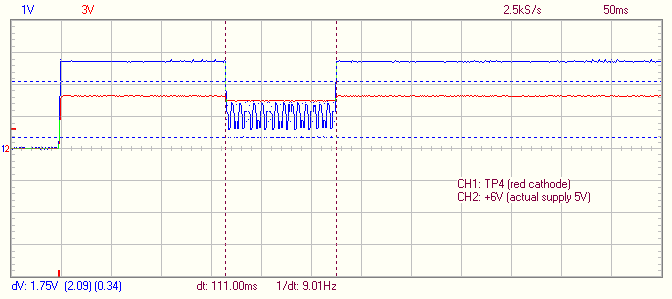 1V 3V 2.5kS/s 50ms
12
CH1: TP4 (red cathode)
CH2: +6V (actual supply 5V)
dV: 1.75V (2.09) (0.34) dt: 111.00ms 1/dt: 9.01Hz